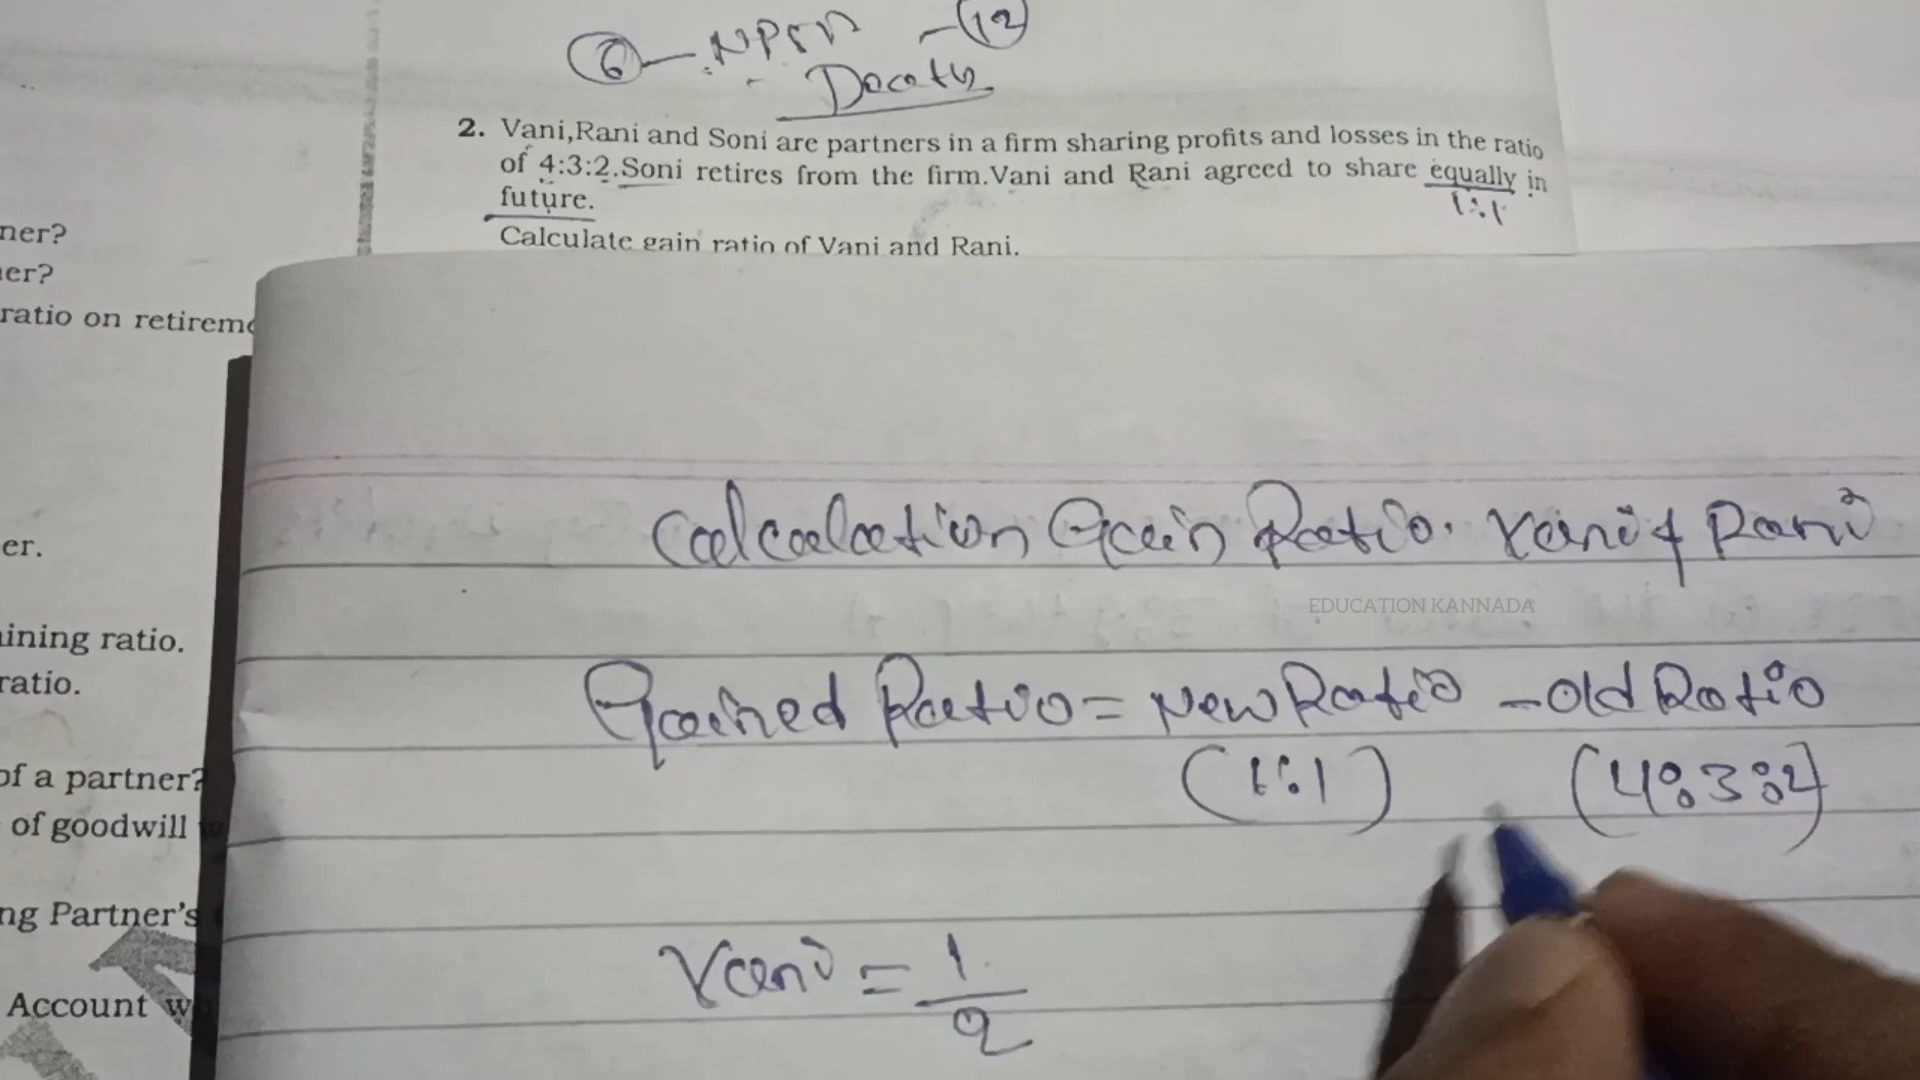 6 - NPSR - 12
Death
2. Vani,Rani and Soni are partners in a firm sharing profits and losses in the ratio
of 4:3:2.Soni retires from the firm.Vani and Rani agreed to share equally in
1:1
future.
Calculate gain ratio of Vani and Rani.
ner?
er?
ratio on retireme
er.
ining ratio.
ratio.
of a partner?
of goodwill w
ng Partner's
Account w
Calculation Gain Ratio. Vani & Rani
EDUCATION KANNADA
Gained Ratio = New Ratio - Old Ratio
(1:1) (4:3:2)
Vani = 1
2